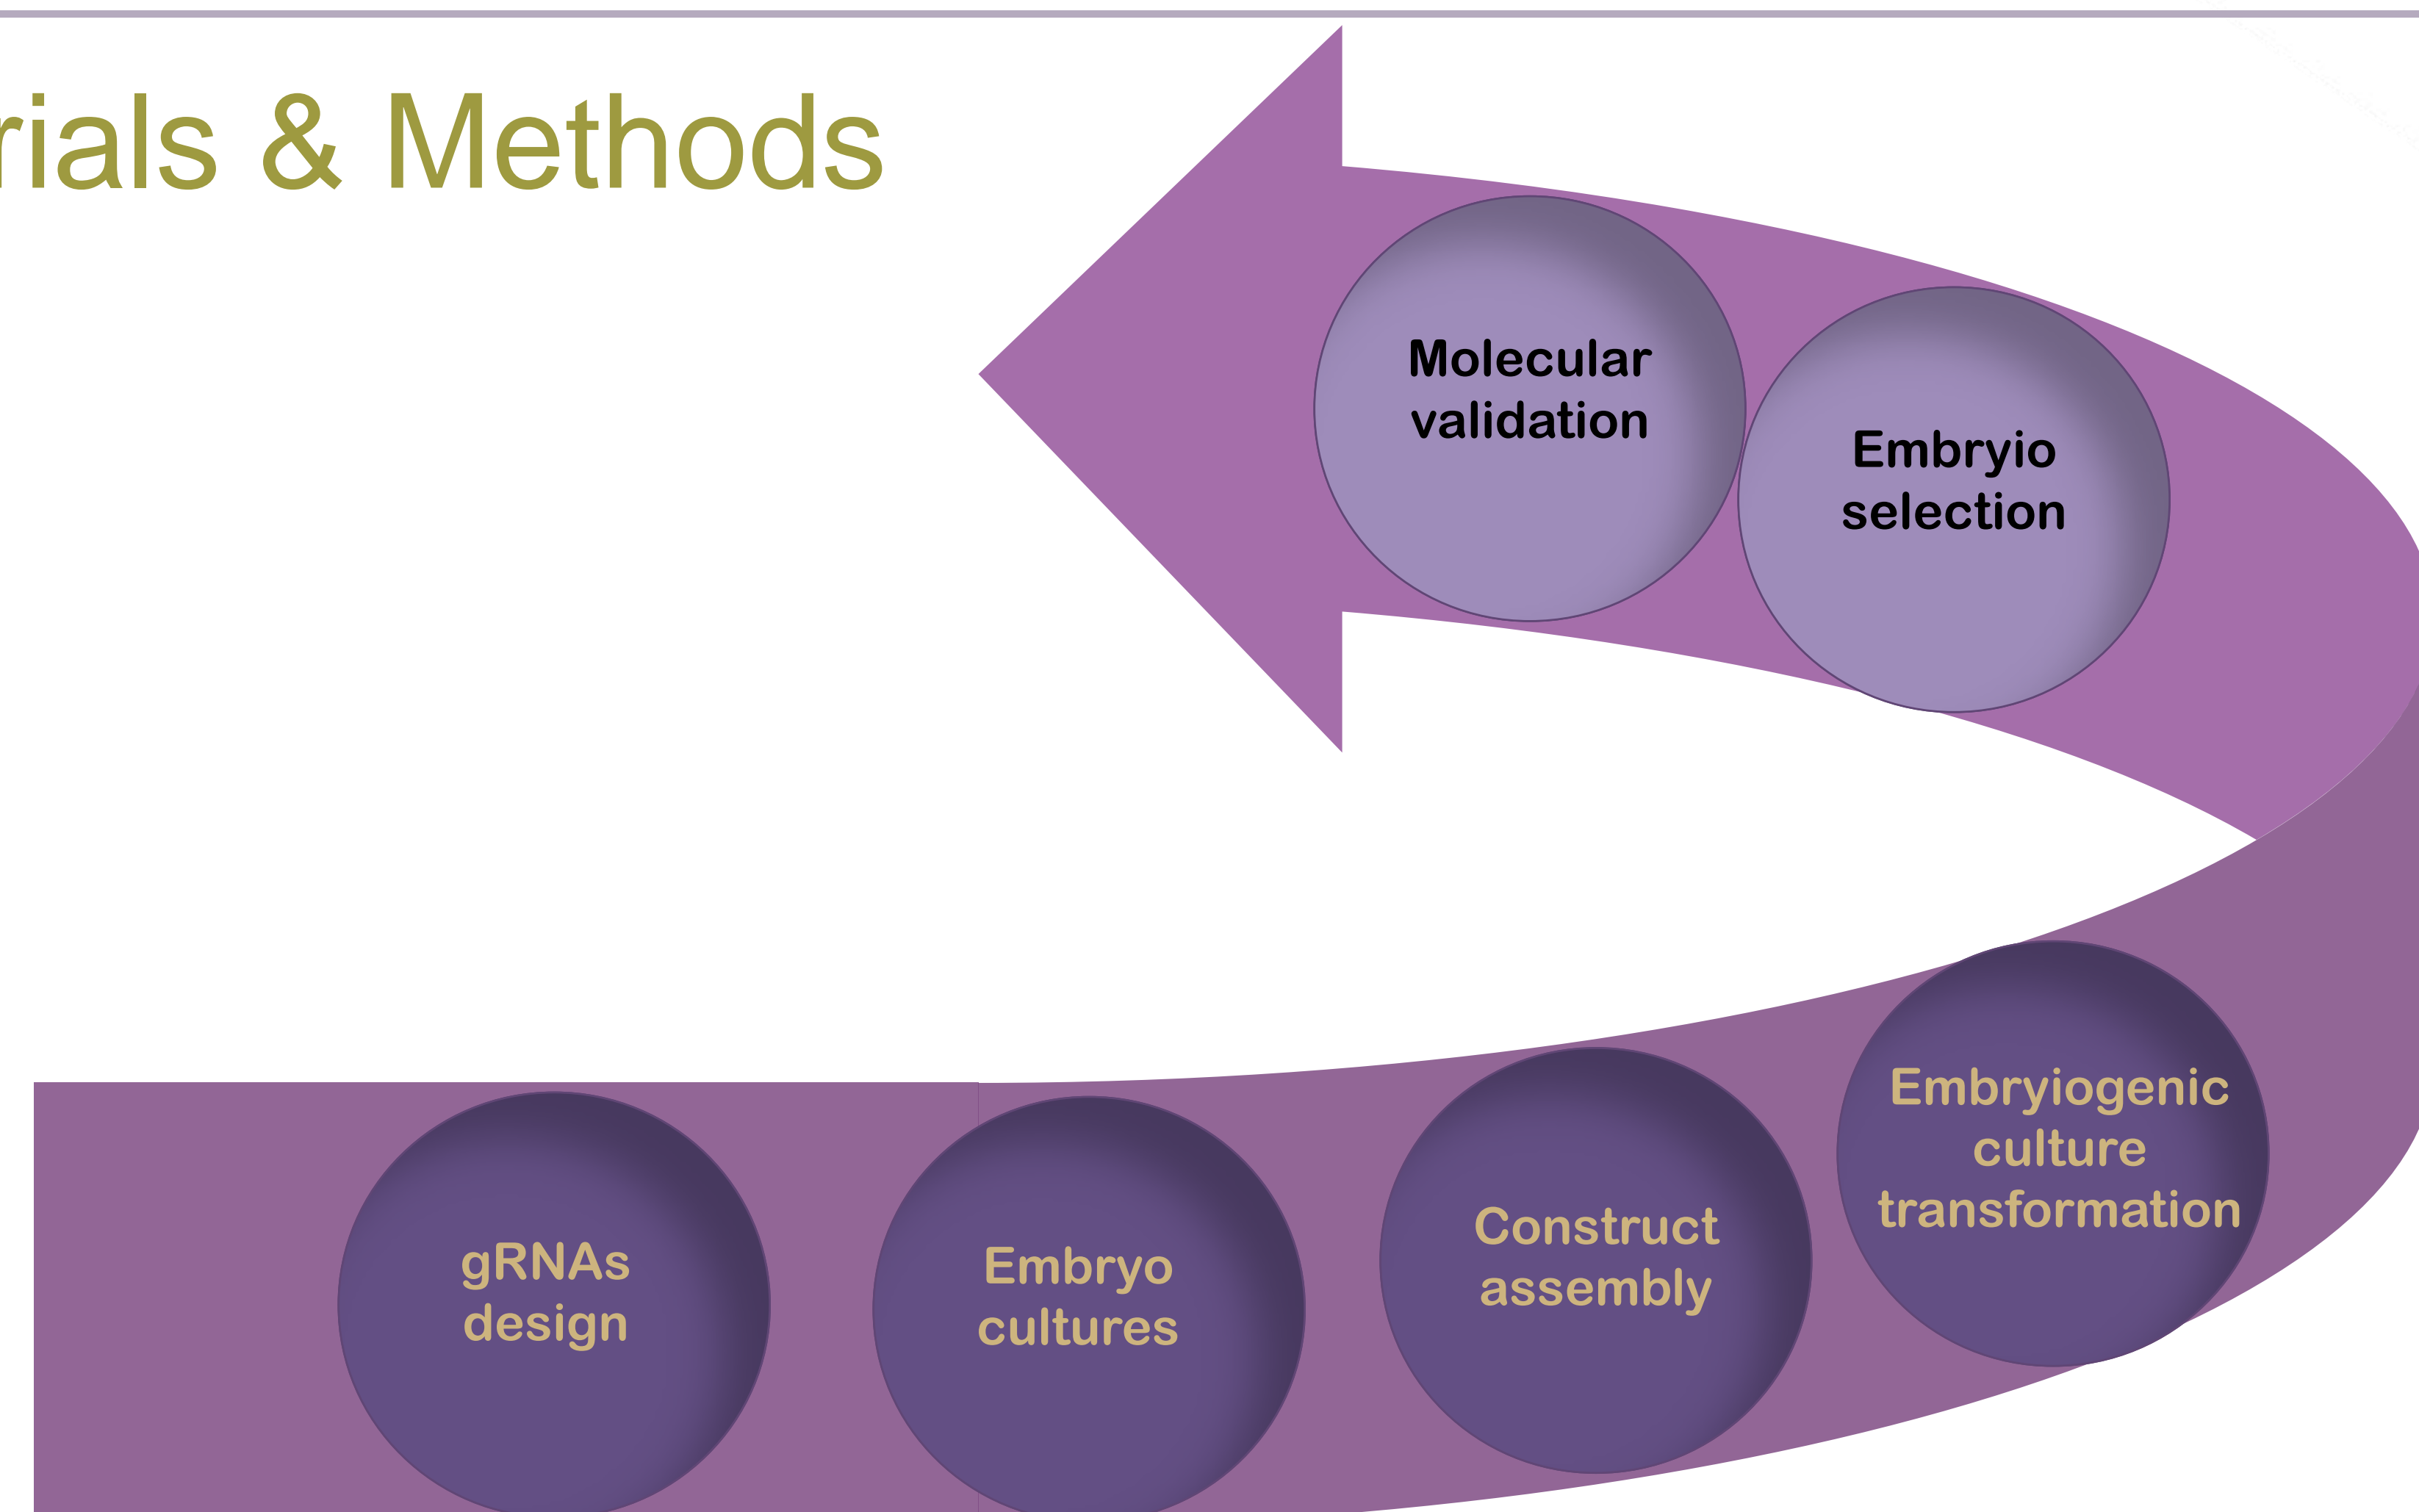 rials & Methods
Molecular
validation
Embryio
selection
Embryiogenic
culture
transformation
Construct
assembly
Embryo
cultures
gRNAs
design